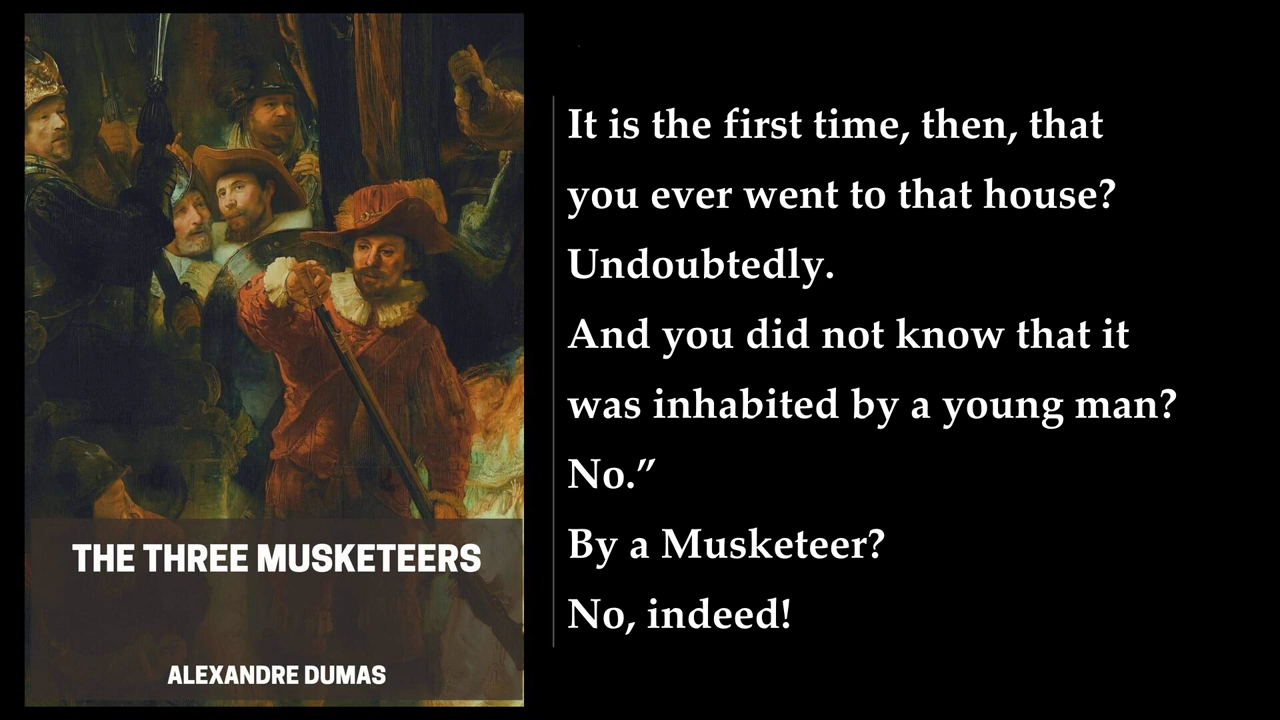 THE THREE MUSKETEERS
ALEXANDRE DUMAS
It is the first time, then, that
you ever went to that house?
Undoubtedly.
And you did not know that it
was inhabited by a young man?
No.”
By a Musketeer?
No, indeed!